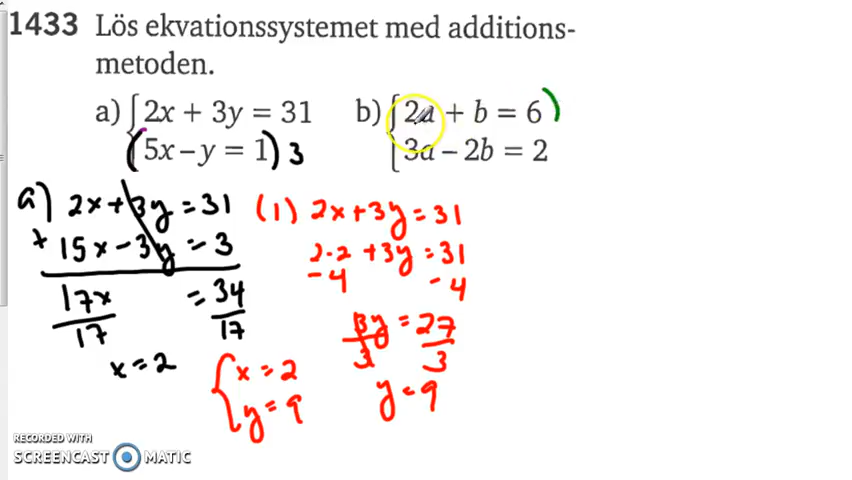 1433 Lös ekvationssystemet med additions-
metoden.
a) { 2x + 3y = 31
(5x − y = 1) 3
b) { 2a + b = 6 )
3a − 2b = 2
a) 2x + 3y = 31
+ 15x − 3y = 3
17x = 34
17 17
x = 2
(1) 2x + 3y = 31
2·2 + 3y = 31
−4 −4
3y = 27
3 3
y = 9
{ x = 2
y = 9
RECORDED WITH
SCREENCAST O MATIC